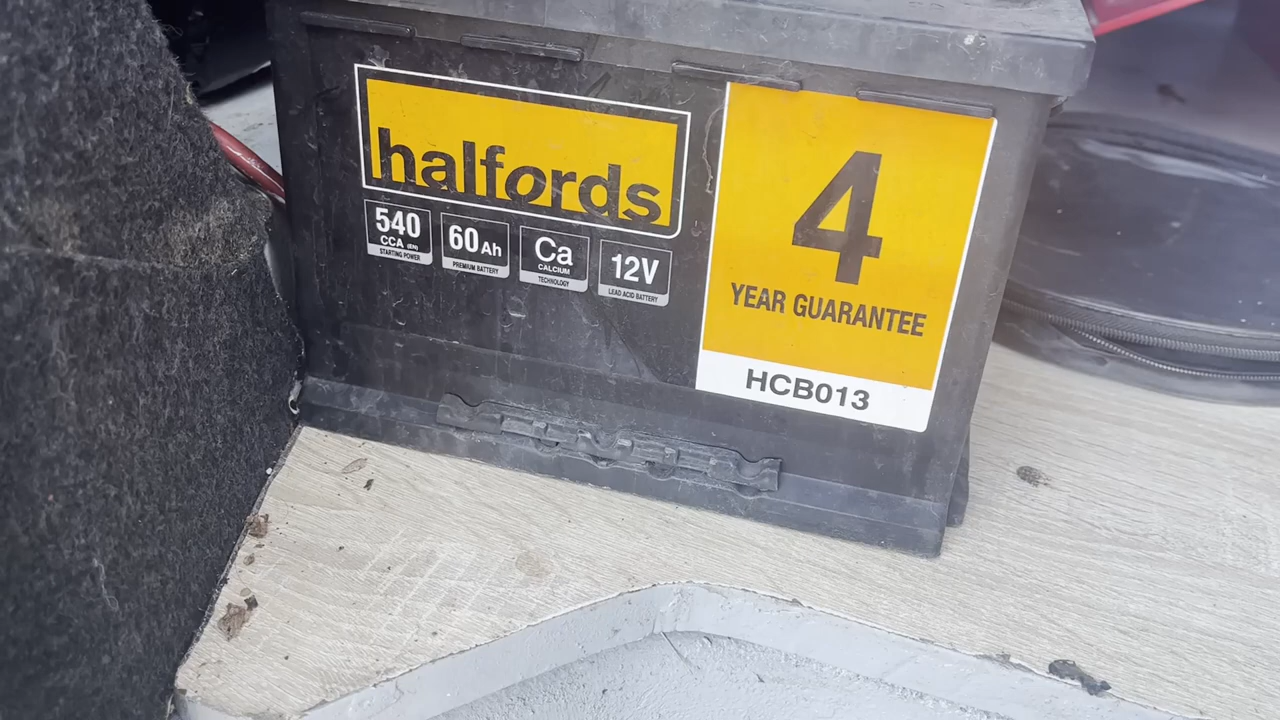 halfords
540
CCA (EN)
STARTING POWER
60Ah
PREMIUM BATTERY
Ca
CALCIUM
TECHNOLOGY
12V
LEAD ACID BATTERY
4
YEAR GUARANTEE
HCB013